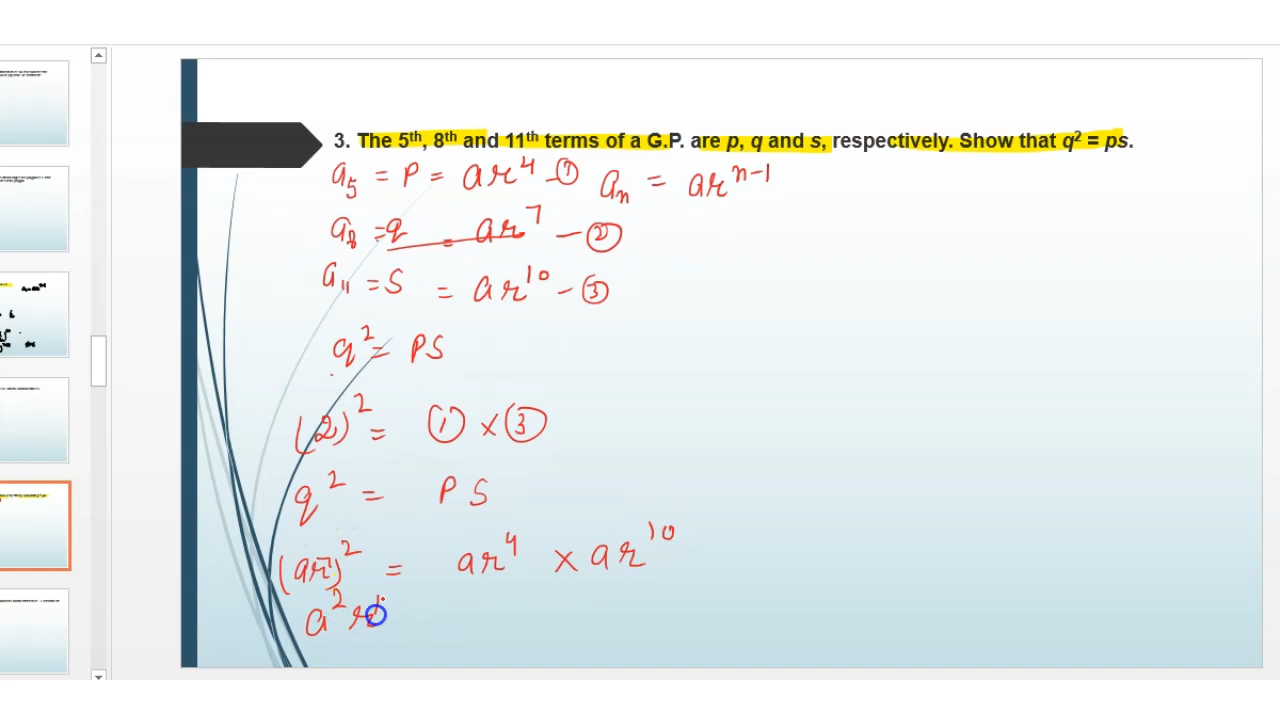 3. The 5th, 8th and 11th terms of a G.P. are p, q and s, respectively. Show that q² = ps.
a₅ = P = ar⁴ - ① aₙ = arⁿ⁻¹
a₈ = q = ar⁷ - ②
a₁₁ = S = ar¹⁰ - ③
q² = PS
(2)² = ① × ③
q² = PS
(ar⁷)² = ar⁴ × ar¹⁰
a² r¹